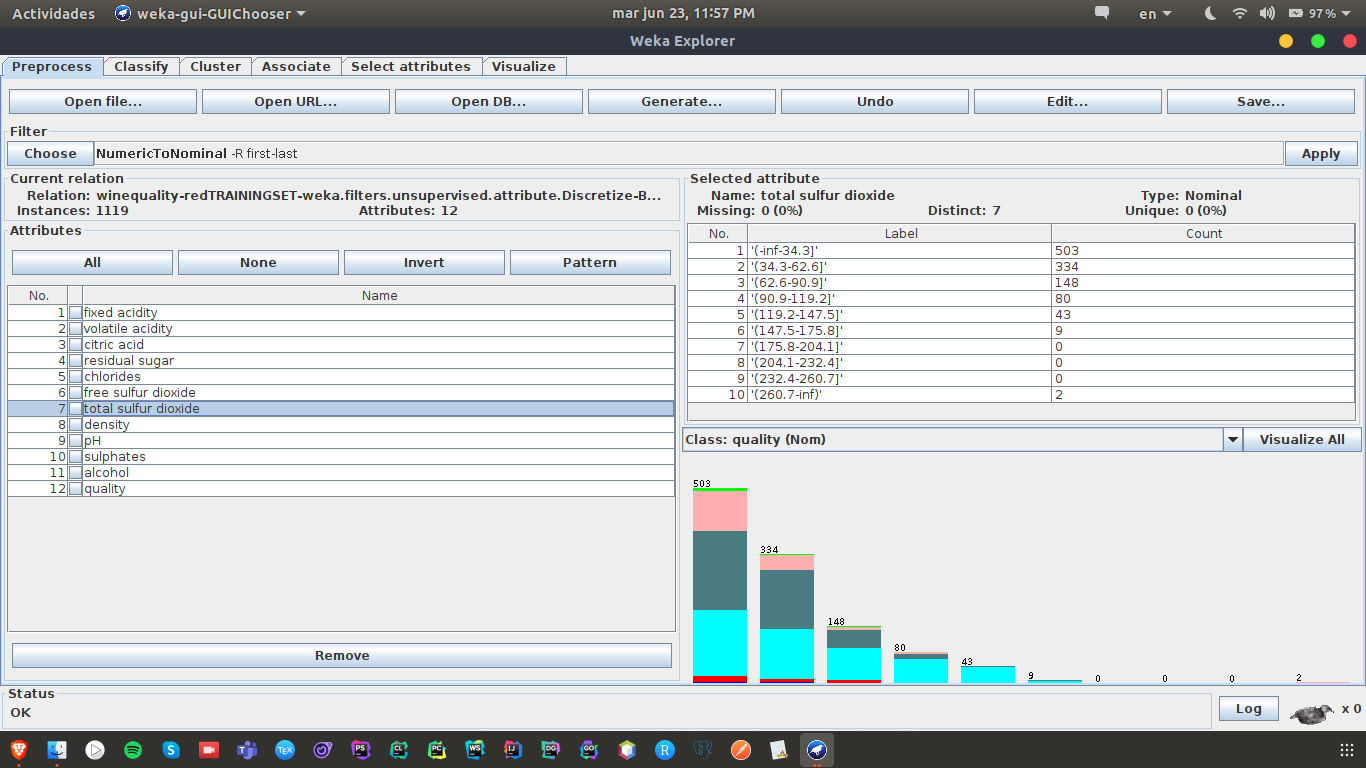 Actividades weka-gui-GUIChooser mar jun 23, 11:57 PM en 97%
Weka Explorer
Preprocess Classify Cluster Associate Select attributes Visualize
Open file... Open URL... Open DB... Generate... Undo Edit... Save...
Filter
Choose NumericToNominal -R first-last Apply
Current relation
Relation: winequality-redTRAININGSET-weka.filters.unsupervised.attribute.Discretize-B...
Instances: 1119 Attributes: 12
Attributes
All None Invert Pattern
No. Name
1 fixed acidity
2 volatile acidity
3 citric acid
4 residual sugar
5 chlorides
6 free sulfur dioxide
7 total sulfur dioxide
8 density
9 pH
10 sulphates
11 alcohol
12 quality
Remove
Selected attribute
Name: total sulfur dioxide Type: Nominal
Missing: 0 (0%) Distinct: 7 Unique: 0 (0%)
No. Label Count
1 '(-inf-34.3]' 503
2 '(34.3-62.6]' 334
3 '(62.6-90.9]' 148
4 '(90.9-119.2]' 80
5 '(119.2-147.5]' 43
6 '(147.5-175.8]' 9
7 '(175.8-204.1]' 0
8 '(204.1-232.4]' 0
9 '(232.4-260.7]' 0
10 '(260.7-inf)' 2
Class: quality (Nom) Visualize All
503
334
148
80
43
9
0
0
0
2
Status
OK
Log x 0
TEX PS CL PC WS IJ DG GO R